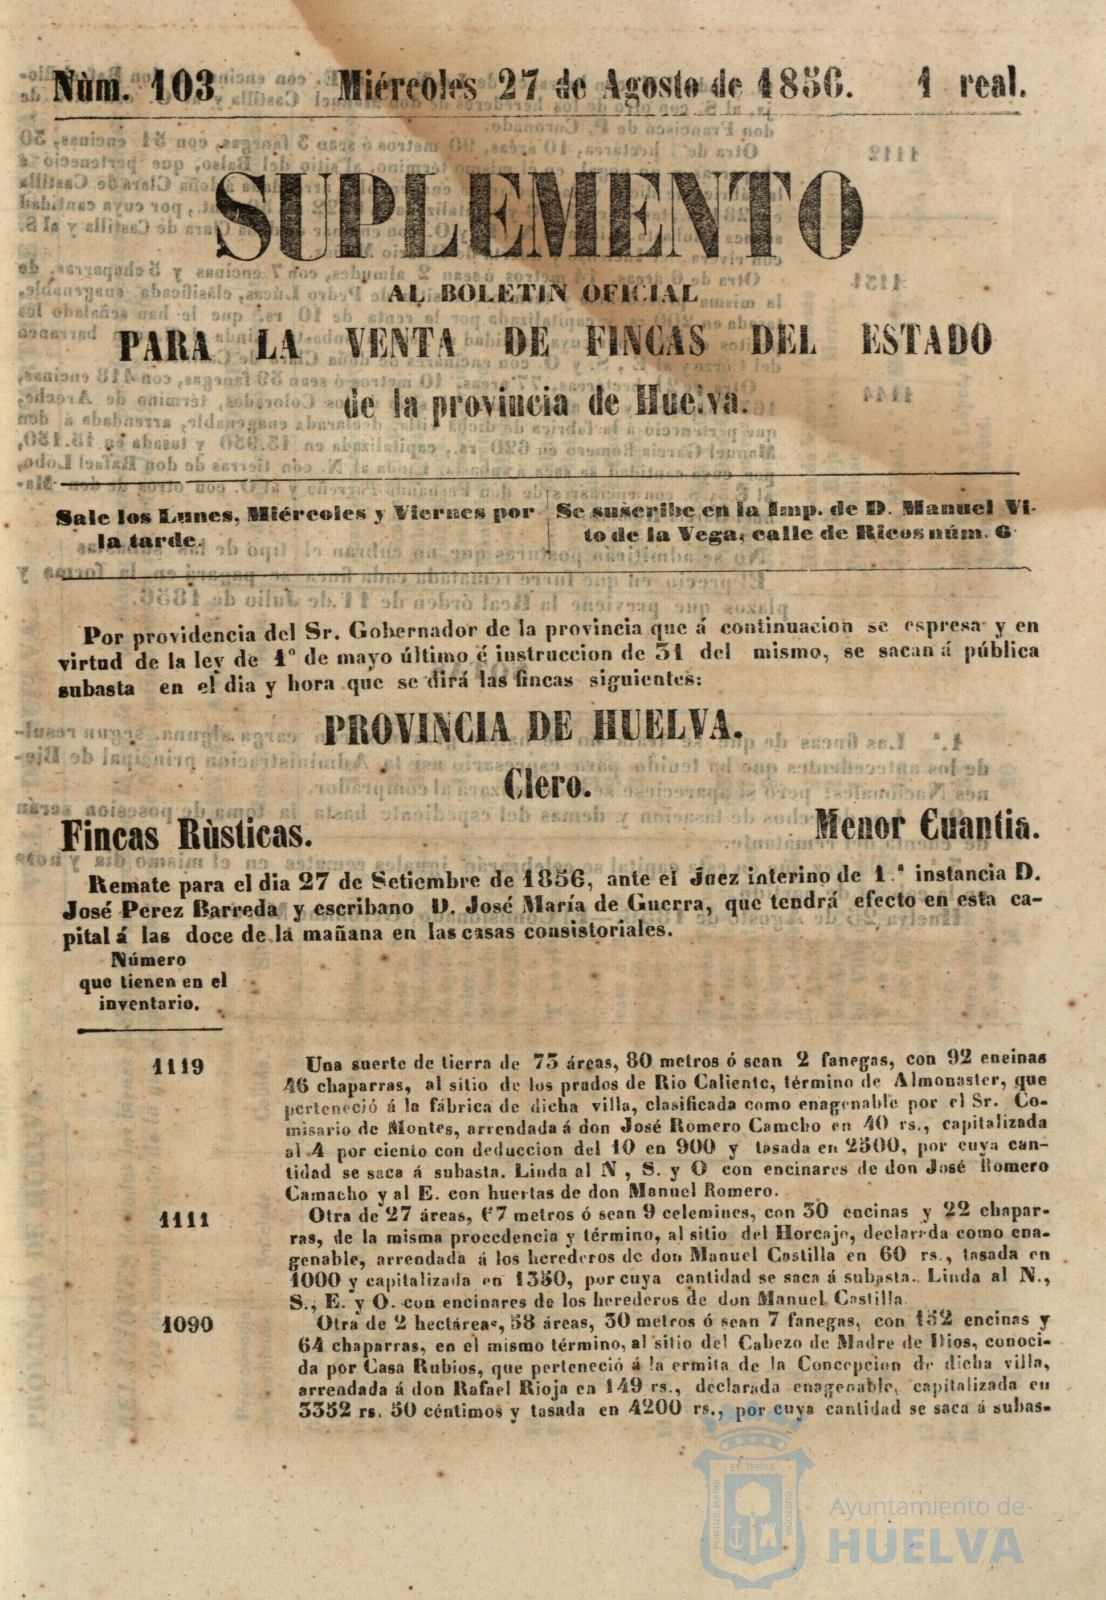 Nùm. 103 Miércoles 27 de Agosto de 1856. 1 real.
SUPLEMENTO
AL BOLETIN OFICIAL
PARA LA VENTA DE FINCAS DEL ESTADO
de la provincia de Huelva.
Sale los Lunes, Miércoles y Viernes por
la tarde.
Se suscribe en la Imp. de D. Manuel Vi-
to de la Vega, calle de Ricos núm. 6
Por providencia del Sr. Gobernador de la provincia que á continuacion se espresa y en
virtud de la ley de 1º de mayo último é instruccion de 31 del mismo, se sacan á pública
subasta en el dia y hora que se dirá las fincas siguientes:
PROVINCIA DE HUELVA.
Clero.
Fincas Rùsticas. Menor Cuantia.
Remate para el dia 27 de Setiembre de 1856, ante el Juez interino de 1.ª instancia D.
José Perez Barreda y escribano D. José María de Guerra, que tendrá efecto en esta ca-
pital á las doce de la mañana en las casas consistoriales.
Número
que tienen en el
inventario.
1119 Una suerte de tierra de 73 áreas, 80 metros ó sean 2 fanegas, con 92 encinas
46 chaparras, al sitio de los prados de Rio Caliente, término de Almonaster, que
perteneció á la fábrica de dicha villa, clasificada como enagenable por el Sr. Co-
misario de Montes, arrendada á don José Romero Camcho en 40 rs., capitalizada
al 4 por ciento con deduccion del 10 en 900 y tasada en 2500, por cuya can-
tidad se saca á subasta. Linda al N, S. y O con encinares de don José Romero
Camacho y al E. con huertas de don Manuel Romero.
1111 Otra de 27 áreas, 67 metros ó sean 9 celemines, con 30 encinas y 22 chapar-
ras, de la misma procedencia y término, al sitio del Horcajo, declarada como ena-
genable, arrendada á los herederos de don Manuel Castilla en 60 rs., tasada en
1000 y capitalizada en 1350, por cuya cantidad se saca á subasta. Linda al N.,
S., E. y O. con encinares de los herederos de don Manuel Castilla.
1090 Otra de 2 hectáreas, 58 áreas, 30 metros ó sean 7 fanegas, con 152 encinas y
64 chaparras, en el mismo término, al sitio del Cabezo de Madre de Dios, conoci-
da por Casa Rubios, que perteneció á la ermita de la Concepcion de dicha villa,
arrendada á don Rafael Rioja en 149 rs., declarada enagenable, capitalizada en
3352 rs. 50 céntimos y tasada en 4200 rs., por cuya cantidad se saca á subas-
PORTUS MARIS ET TERRÆ CUSTODIA
Ayuntamiento de
HUELVA